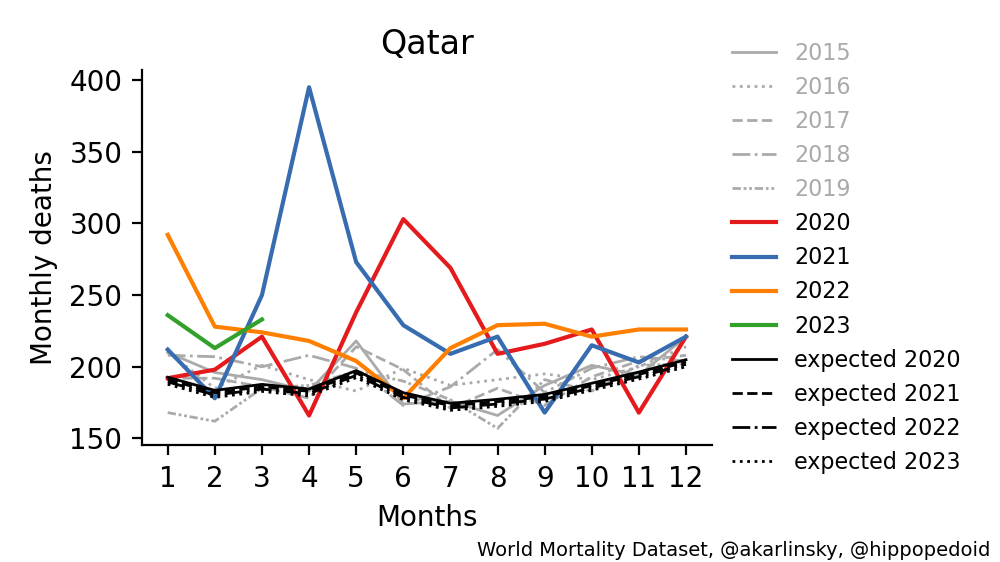 Qatar
Monthly deaths
400
350
300
250
200
150
1 2 3 4 5 6 7 8 9 10 11 12
Months
2015
2016
2017
2018
2019
2020
2021
2022
2023
expected 2020
expected 2021
expected 2022
expected 2023
World Mortality Dataset, @akarlinsky, @hippopedoid